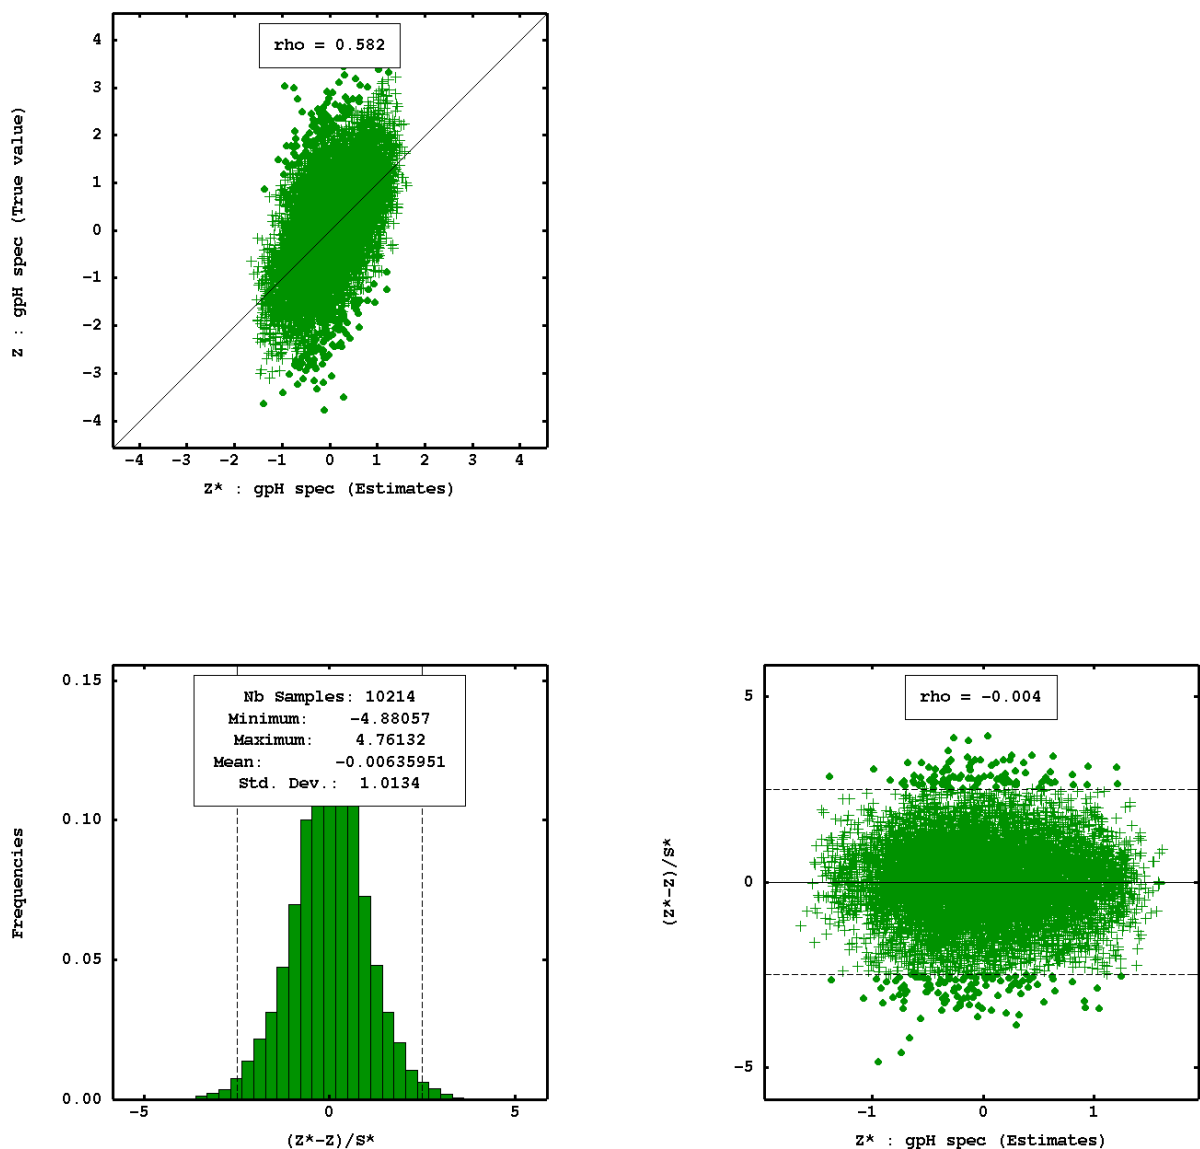 rho = 0.582
4
3
2
1
0
-1
-2
-3
-4
Z : gpH spec (True value)
-4 -3 -2 -1 0 1 2 3 4
Z* : gpH spec (Estimates)
Nb Samples: 10214
Minimum: -4.88057
Maximum: 4.76132
Mean: -0.00635951
Std. Dev.: 1.0134
0.15
0.10
0.05
0.00
Frequencies
-5 0 5
(Z*-Z)/S*
rho = -0.004
5
0
-5
(Z*-Z)/S*
-1 0 1
Z* : gpH spec (Estimates)